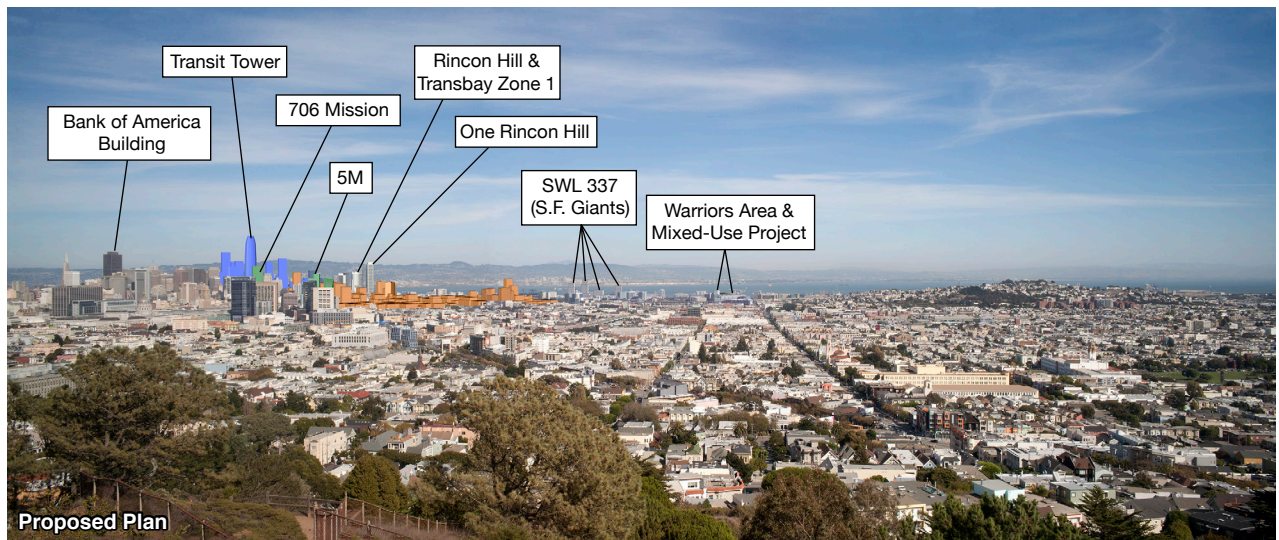 Transit Tower
Rincon Hill &
Transbay Zone 1
706 Mission
Bank of America
Building
One Rincon Hill
5M
SWL 337
(S.F. Giants)
Warriors Area &
Mixed-Use Project
Proposed Plan